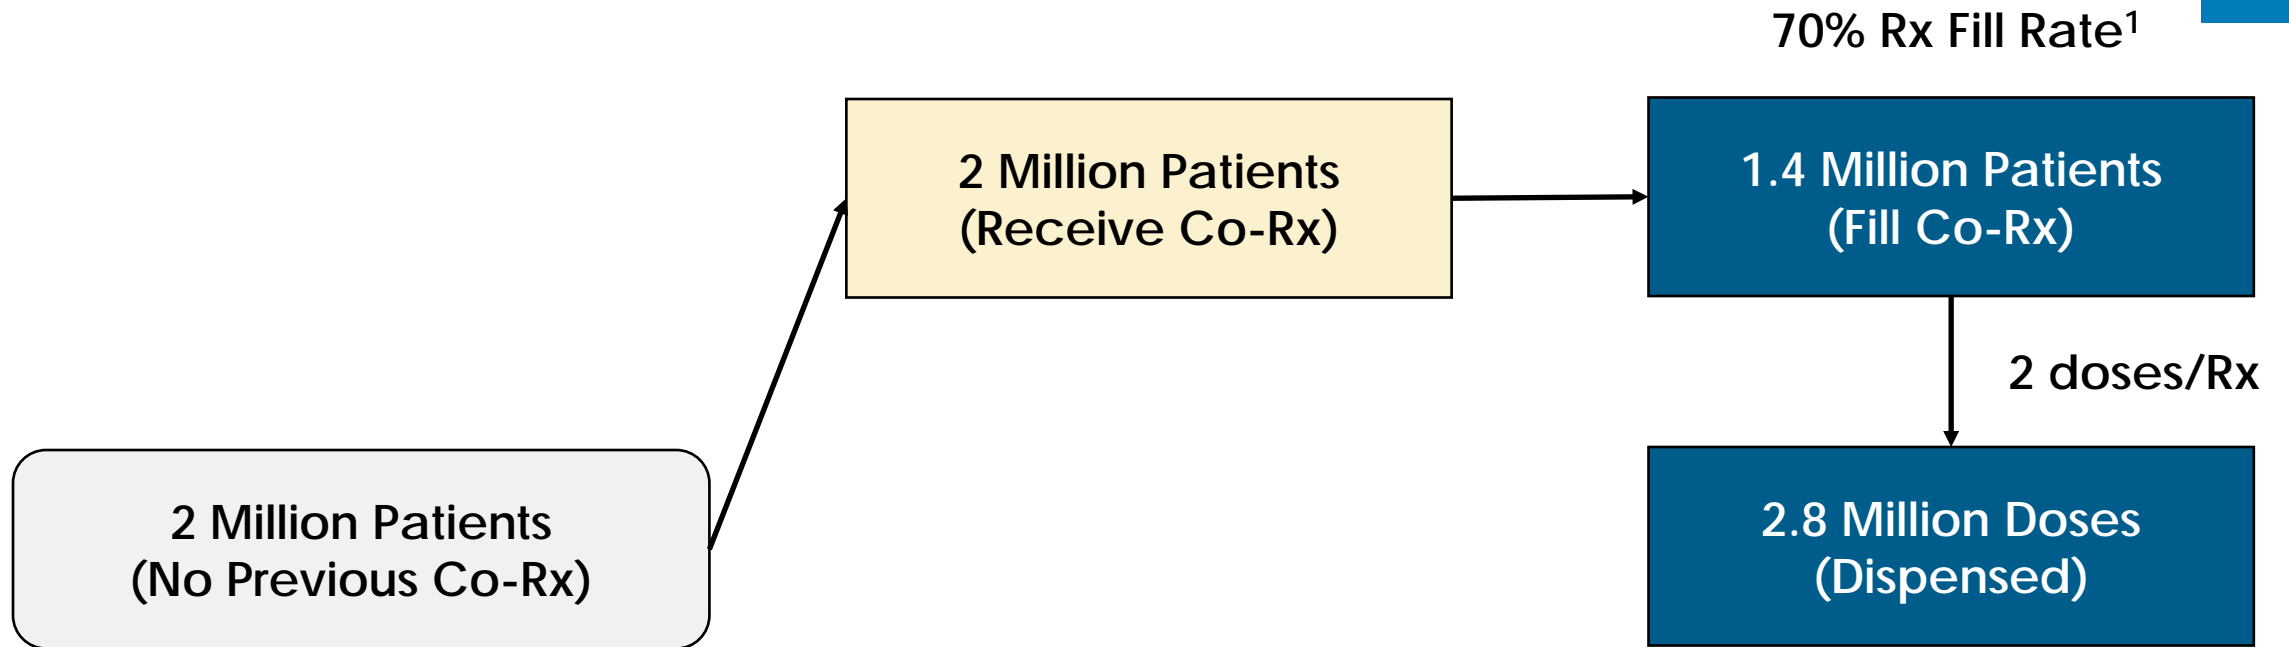 70% Rx Fill Rate¹
2 Million Patients
(Receive Co-Rx)
1.4 Million Patients
(Fill Co-Rx)
2 doses/Rx
2 Million Patients
(No Previous Co-Rx)
2.8 Million Doses
(Dispensed)